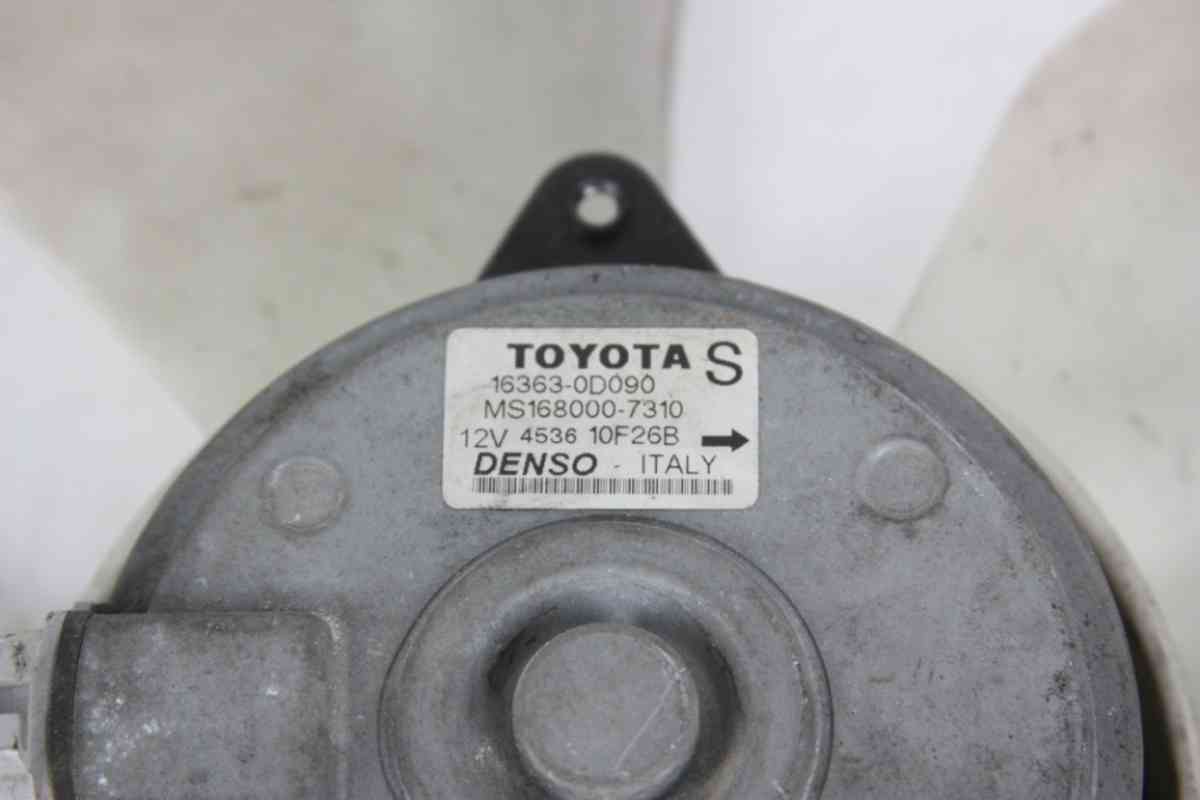 TOYOTA S
16363-0D090
MS168000-7310
12V 4536 10F26B
DENSO - ITALY